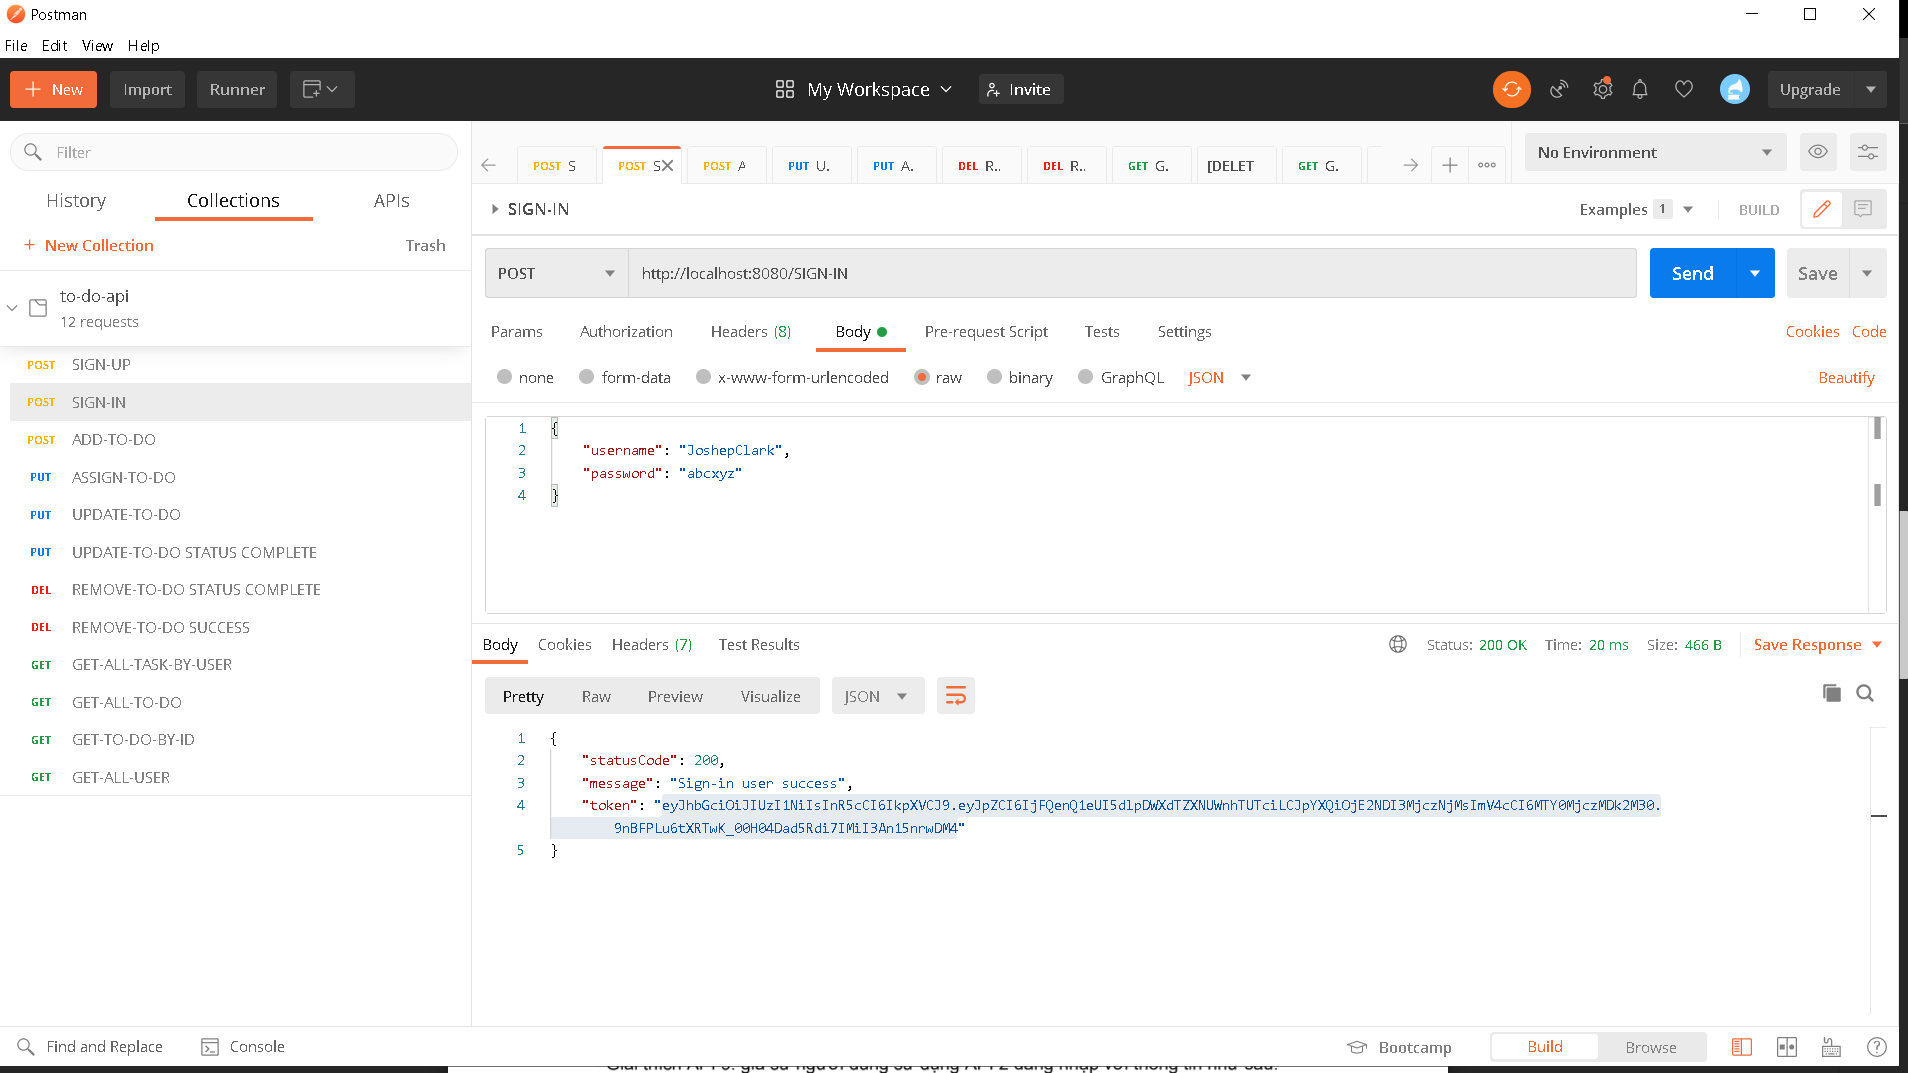 Postman
File Edit View Help
New Import Runner My Workspace Invite Upgrade
Filter
History Collections APIs
New Collection Trash
to-do-api
12 requests
POST SIGN-UP
POST SIGN-IN
POST ADD-TO-DO
PUT ASSIGN-TO-DO
PUT UPDATE-TO-DO
PUT UPDATE-TO-DO STATUS COMPLETE
DEL REMOVE-TO-DO STATUS COMPLETE
DEL REMOVE-TO-DO SUCCESS
GET GET-ALL-TASK-BY-USER
GET GET-ALL-TO-DO
GET GET-TO-DO-BY-ID
GET GET-ALL-USER
POST S POST S POST A PUT U. PUT A. DEL R.. DEL R.. GET G. [DELET GET G. No Environment
SIGN-IN Examples 1 BUILD
POST http://localhost:8080/SIGN-IN Send Save
Params Authorization Headers (8) Body Pre-request Script Tests Settings Cookies Code
none form-data x-www-form-urlencoded raw binary GraphQL JSON Beautify
1 {
2 "username": "JoshepClark",
3 "password": "abcxyz"
4 }
Body Cookies Headers (7) Test Results Status: 200 OK Time: 20 ms Size: 466 B Save Response
Pretty Raw Preview Visualize JSON
1 {
2 "statusCode": 200,
3 "message": "Sign-in user success",
4 "token": "eyJhbGciOiJIUzI1NiIsInR5cCI6IkpXVCJ9.eyJpZCI6IjFQenQ1eUI5dlpDWXdTZXNUWnhTUTciLCJpYXQiOjE2NDI3MjczNjMsImV4cCI6MTY0MjczMDk2M30.
9nBFPLu6tXRTwK_00H04Dad5Rdi7IMiI3An15nrwDM4"
5 }
Find and Replace Console Bootcamp Build Browse